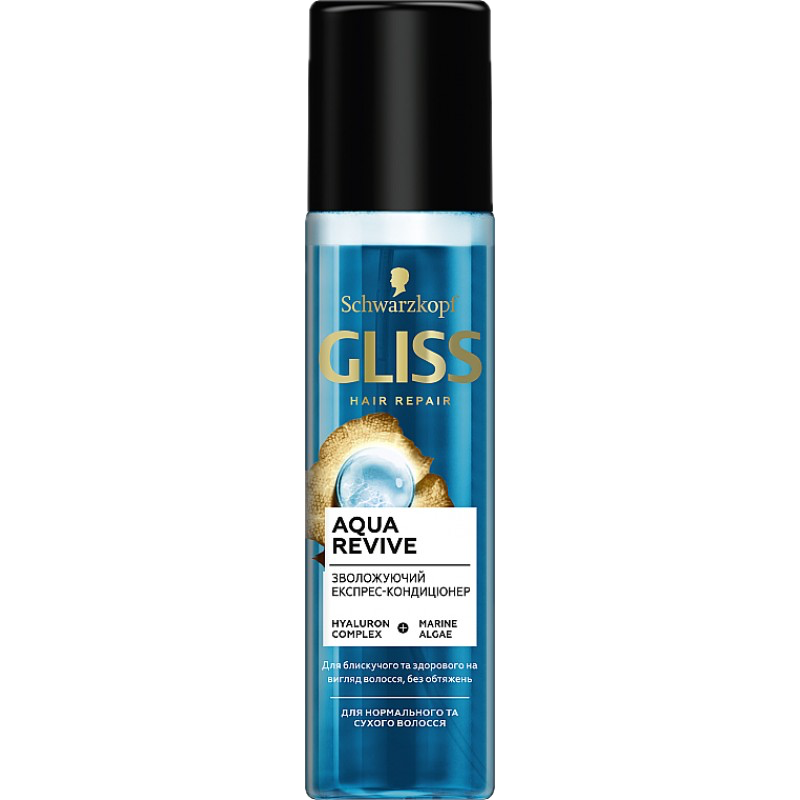 Schwarzkopf
GLISS
HAIR REPAIR
AQUA
REVIVE
ЗВОЛОЖУЮЧИЙ
ЕКСПРЕС-КОНДИЦІОНЕР
HYALURON
COMPLEX
+
MARINE
ALGAE
Для блискучого та здорового на
вигляд волосся, без обтяжень
ДЛЯ НОРМАЛЬНОГО ТА
СУХОГО ВОЛОССЯ